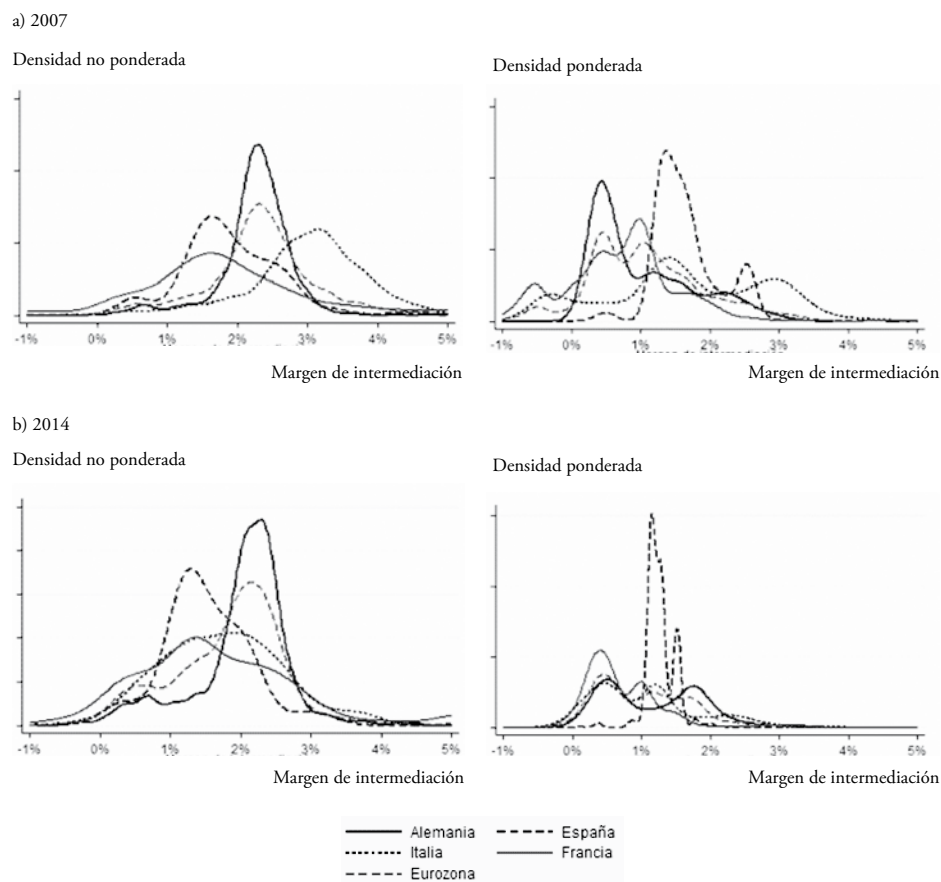 a) 2007
Densidad no ponderada
Densidad ponderada
-1% 0% 1% 2% 3% 4% 5%
-1% 0% 1% 2% 3% 4% 5%
Margen de intermediación
Margen de intermediación
b) 2014
Densidad no ponderada
Densidad ponderada
-1% 0% 1% 2% 3% 4% 5%
-1% 0% 1% 2% 3% 4% 5%
Margen de intermediación
Margen de intermediación
Alemania España
Italia Francia
Eurozona